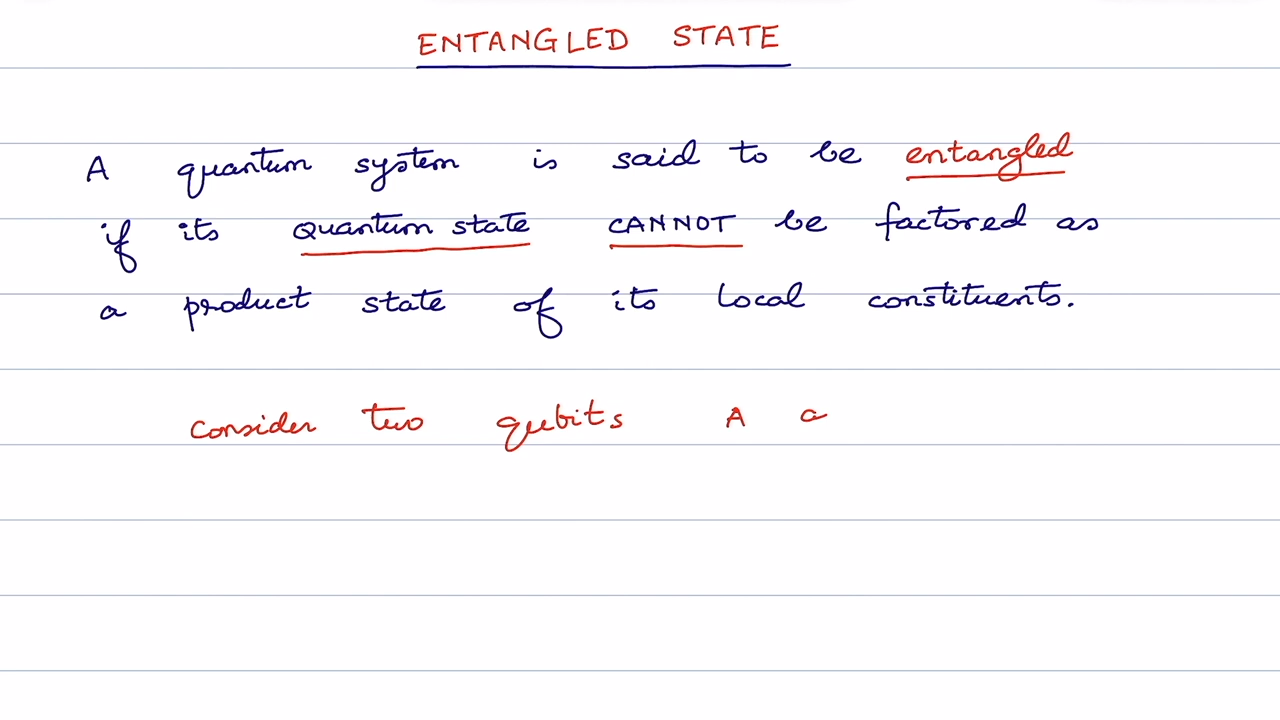 ENTANGLED STATE
A quantum system is said to be entangled
if its Quantum state CANNOT be factored as
a product state of its local constituents.
Consider two qubits A a